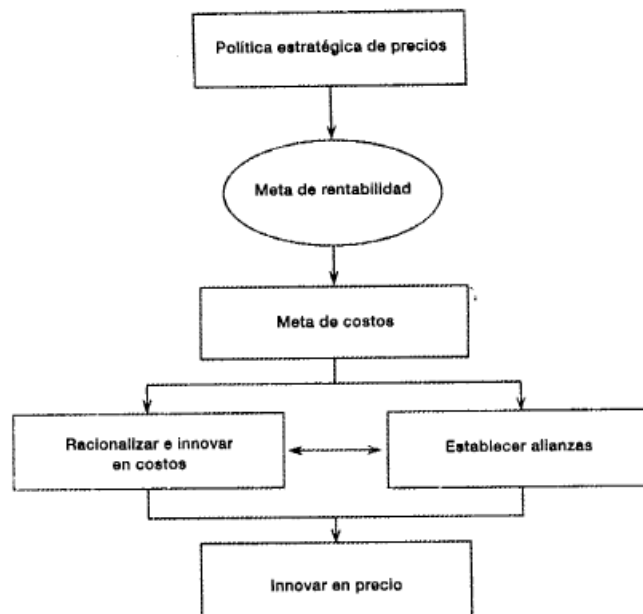 Política estratégica de precios
Meta de rentabilidad
Meta de costos
Racionalizar e innovar
en costos
Establecer alianzas
Innovar en precio